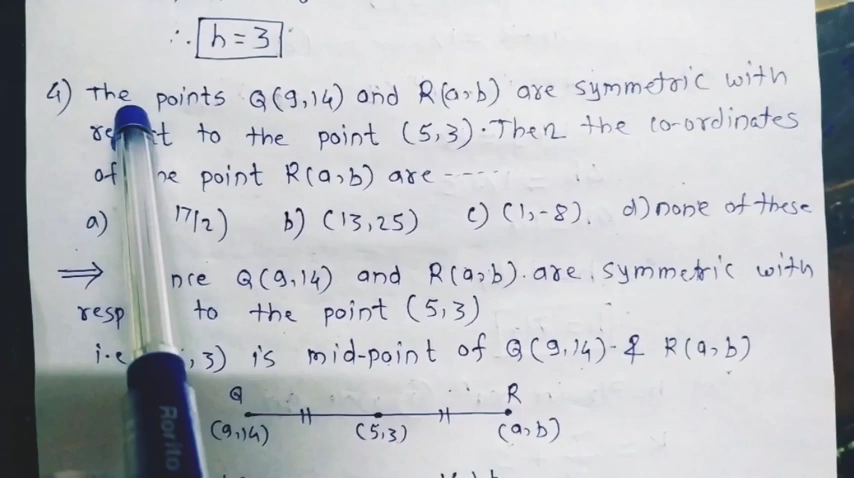 ∴ h = 3
4) The points Q(9,14) and R(a,b) are symmetric with
to the point (5,3). Then the co-ordinates
of point R(a,b) are ----
a) 17/2) b) (13,25) c) (1,-8). d) none of these
⇒ Q(9,14) and R(a,b) are symmetric with
resp to the point (5,3)
i.e ,3) is mid-point of Q(9,14) & R(a,b)
Q R
(9,14) (5,3) (a,b)
Rorito